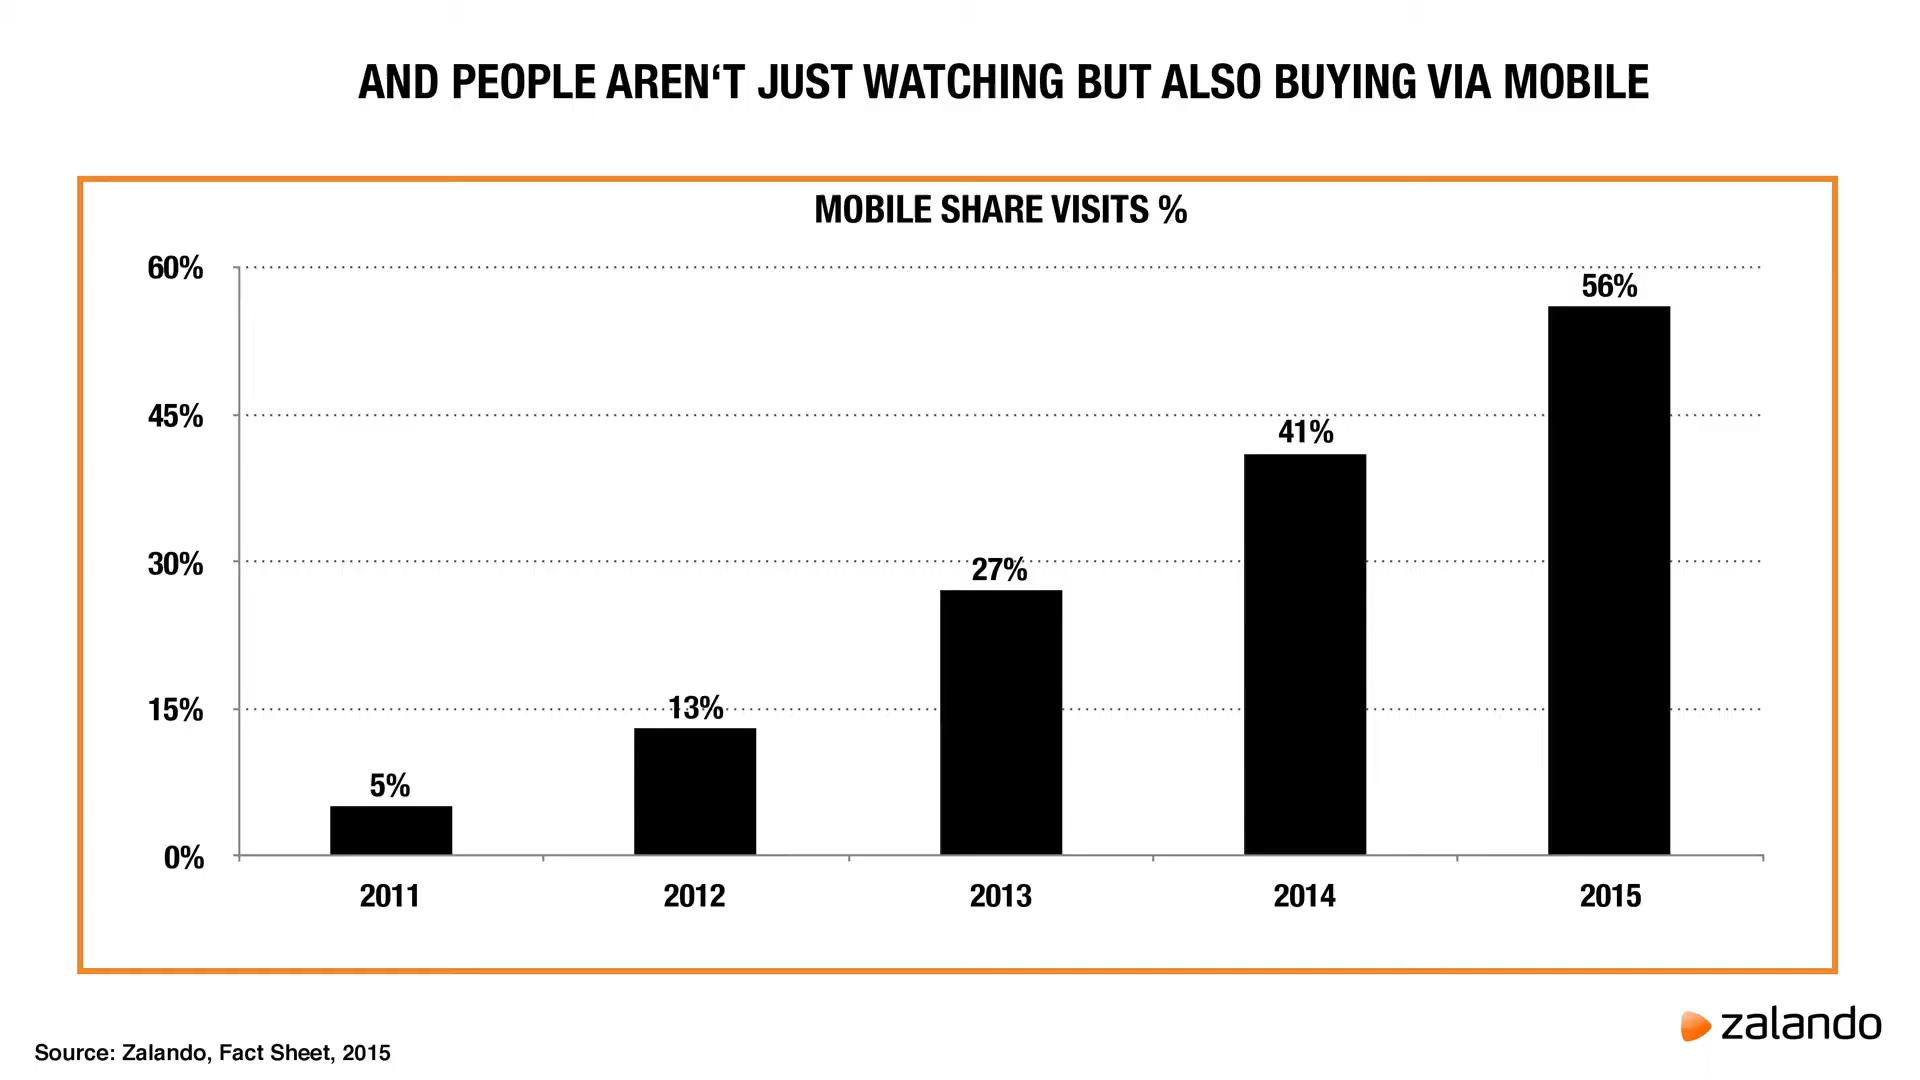 AND PEOPLE AREN‘T JUST WATCHING BUT ALSO BUYING VIA MOBILE
MOBILE SHARE VISITS %
60%
56%
45%
41%
30%
27%
15%
13%
5%
0%
2011 2012 2013 2014 2015
zalando
Source: Zalando, Fact Sheet, 2015